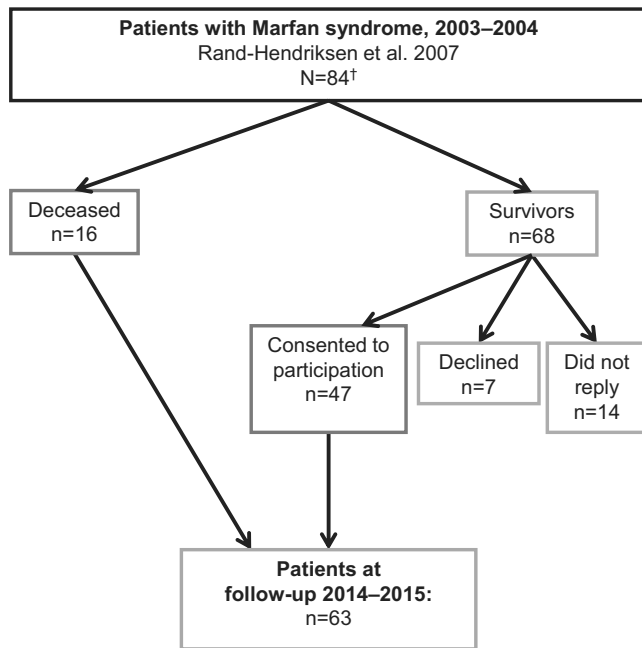 Patients with Marfan syndrome, 2003–2004
Rand-Hendriksen et al. 2007
N=84†
Deceased
n=16
Survivors
n=68
Consented to
participation
n=47
Declined
n=7
Did not
reply
n=14
Patients at
follow-up 2014–2015:
n=63